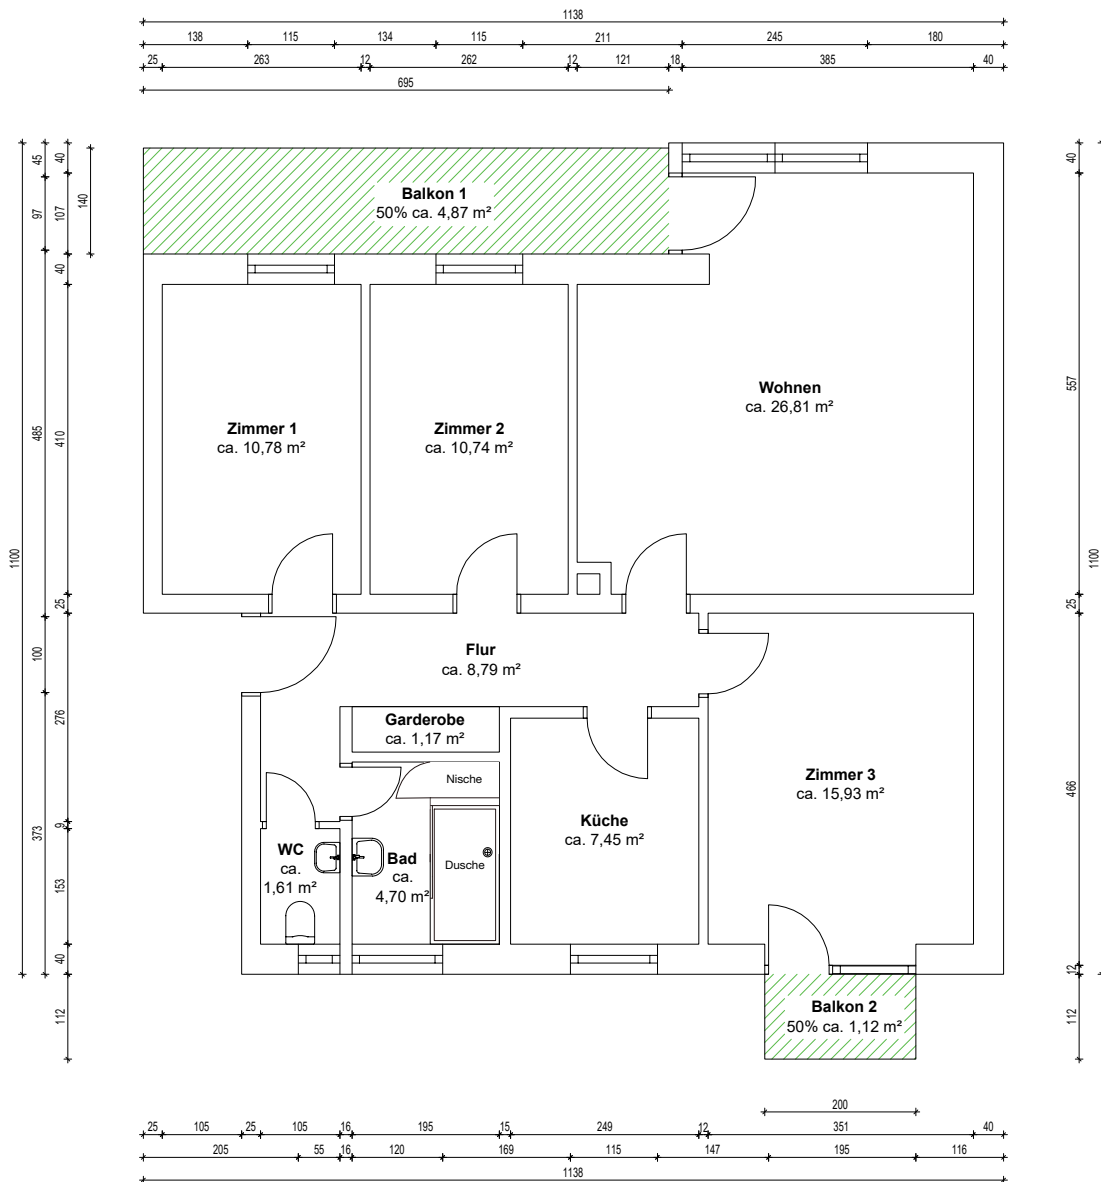 1138
138 115 134 115 211 245 180
25 263 12 262 12 121 18 385 40
695
45
40
140
97
107
40
40
Balkon 1
50% ca. 4,87 m²
Wohnen
ca. 26,81 m²
557
Zimmer 1
ca. 10,78 m²
Zimmer 2
ca. 10,74 m²
485
410
1100
1100
25
25
100
Flur
ca. 8,79 m²
276
Garderobe
ca. 1,17 m²
Nische
Zimmer 3
ca. 15,93 m²
466
Küche
ca. 7,45 m²
373
9
WC
ca.
1,61 m²
Bad
ca.
4,70 m²
Dusche
153
40
12
Balkon 2
50% ca. 1,12 m²
112
112
200
25 105 25 105 16 195 15 249 12 351 40
205 55 16 120 169 115 147 195 116
1138